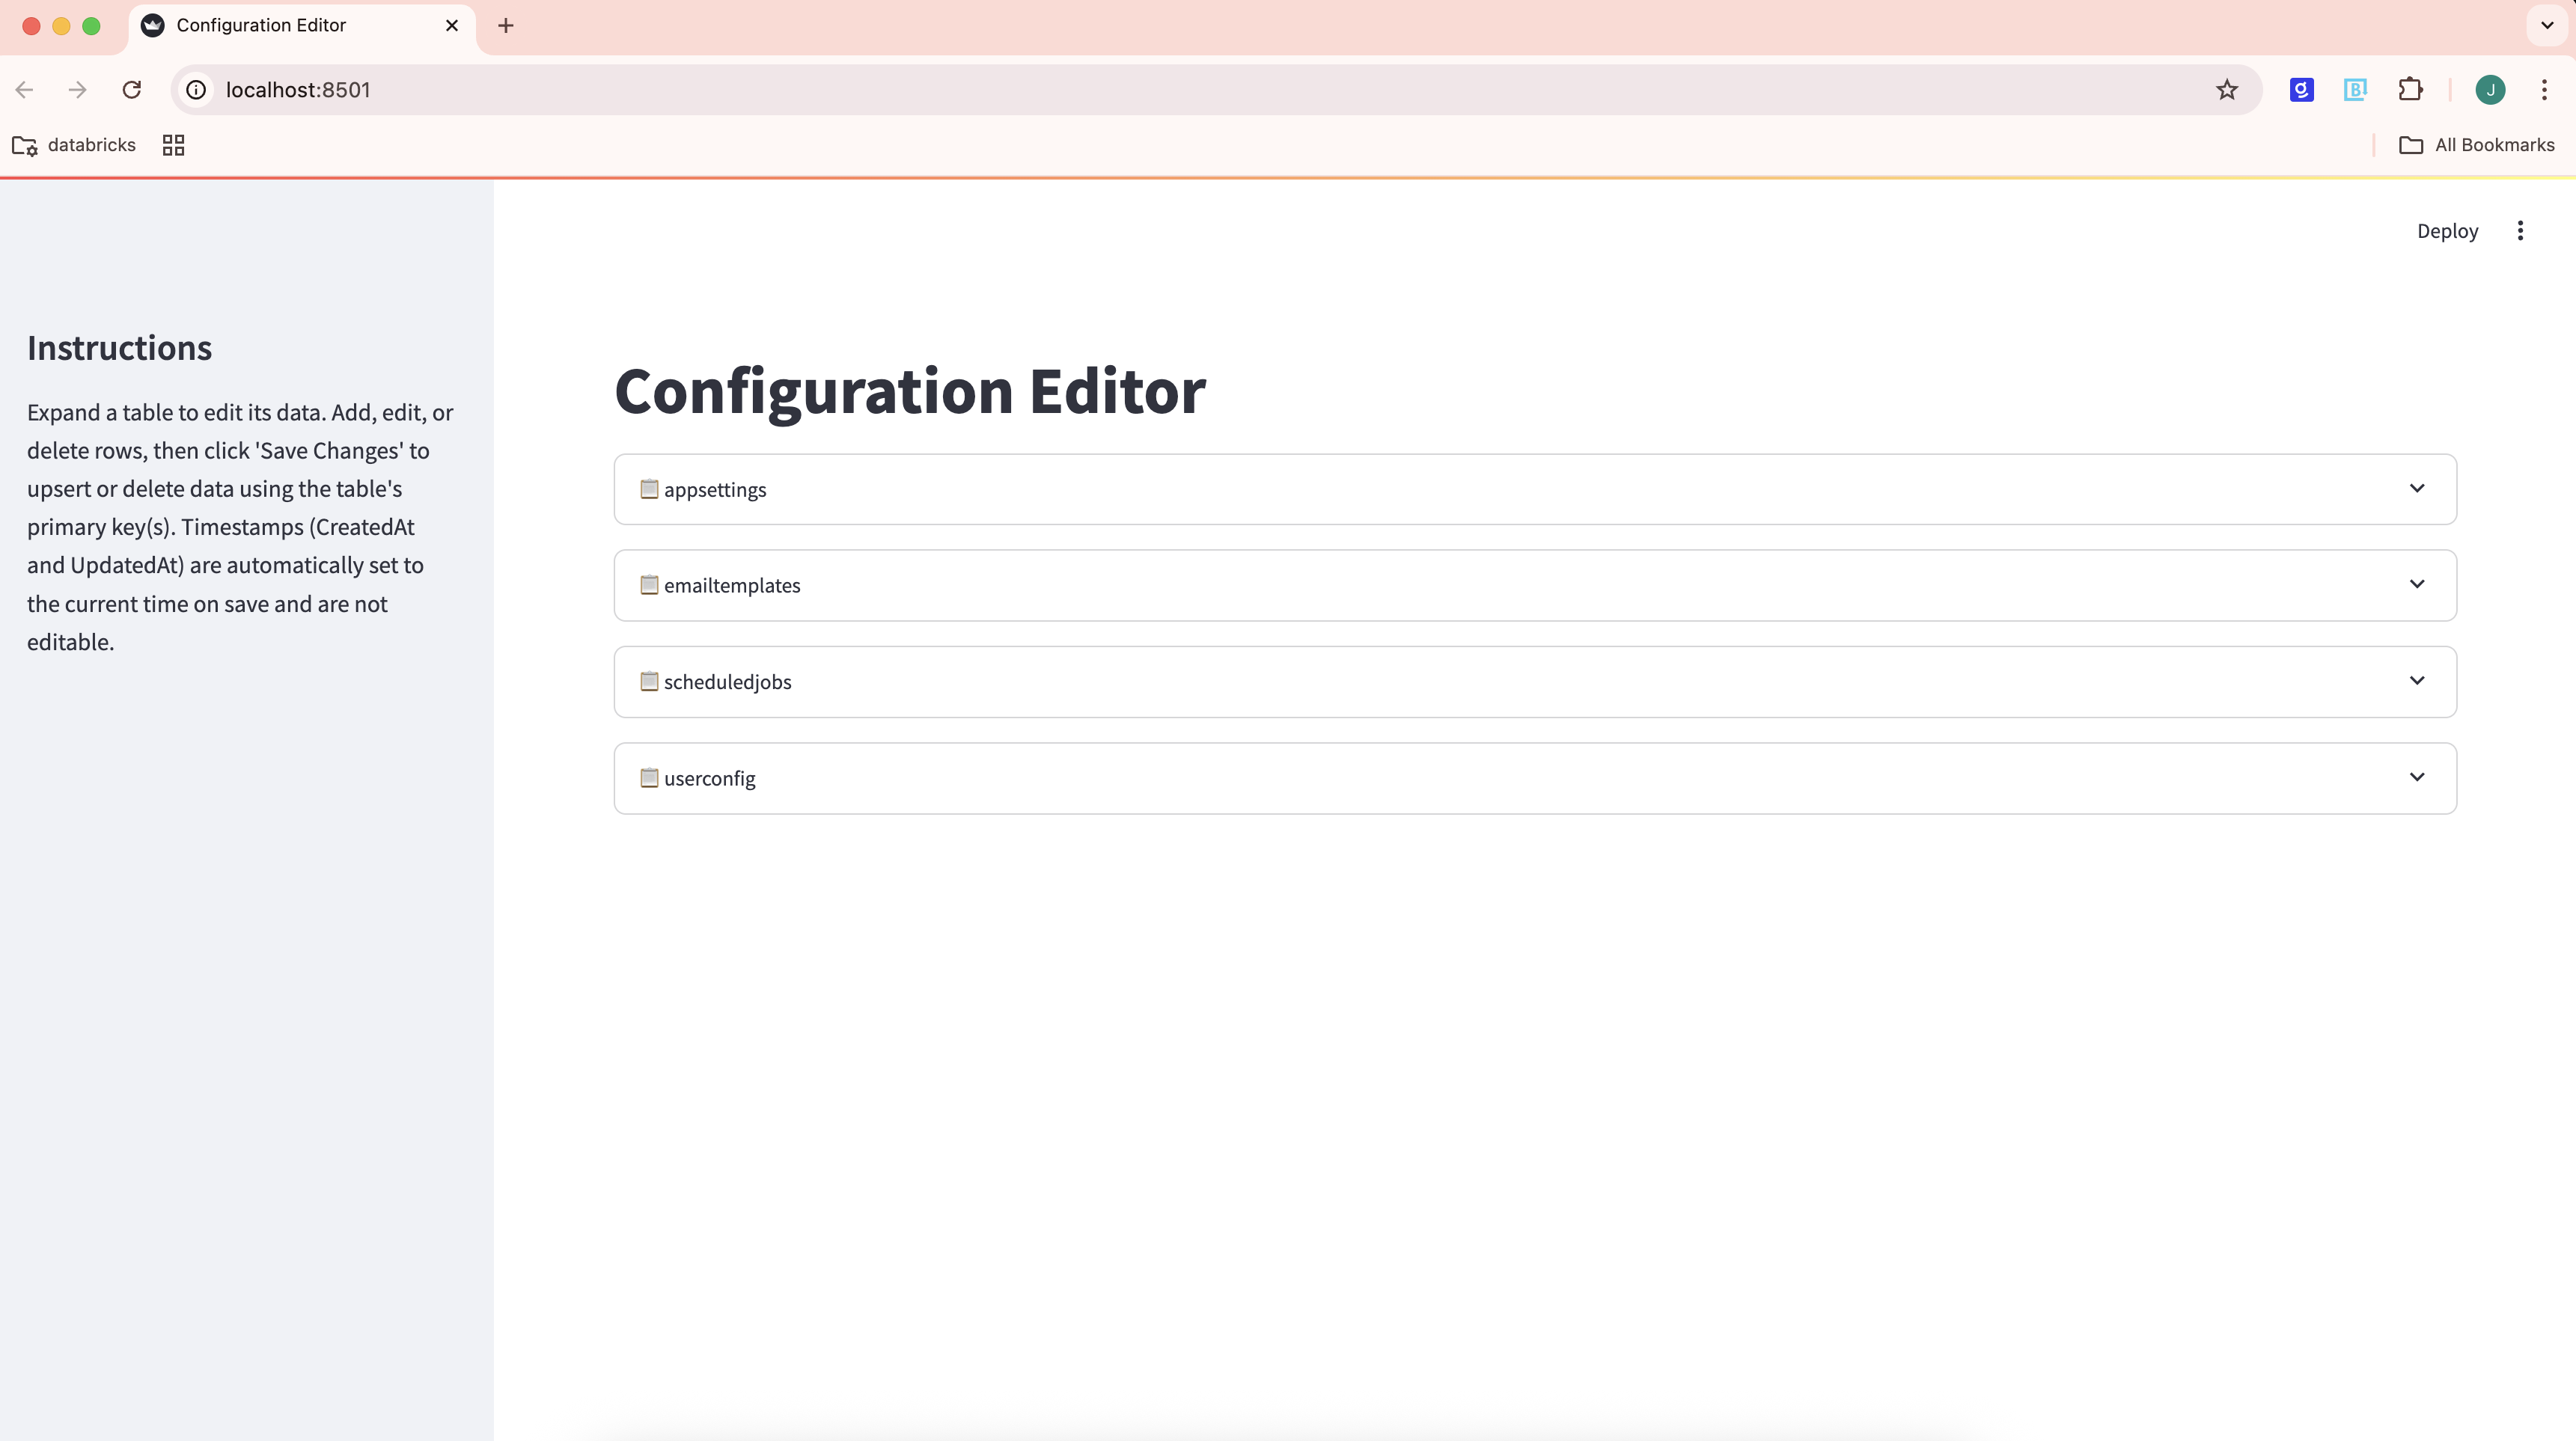 Configuration Editor
localhost:8501
J
databricks
All Bookmarks
Deploy
Instructions
Expand a table to edit its data. Add, edit, or
delete rows, then click 'Save Changes' to
upsert or delete data using the table's
primary key(s). Timestamps (CreatedAt
and UpdatedAt) are automatically set to
the current time on save and are not
editable.
Configuration Editor
appsettings
emailtemplates
scheduledjobs
userconfig